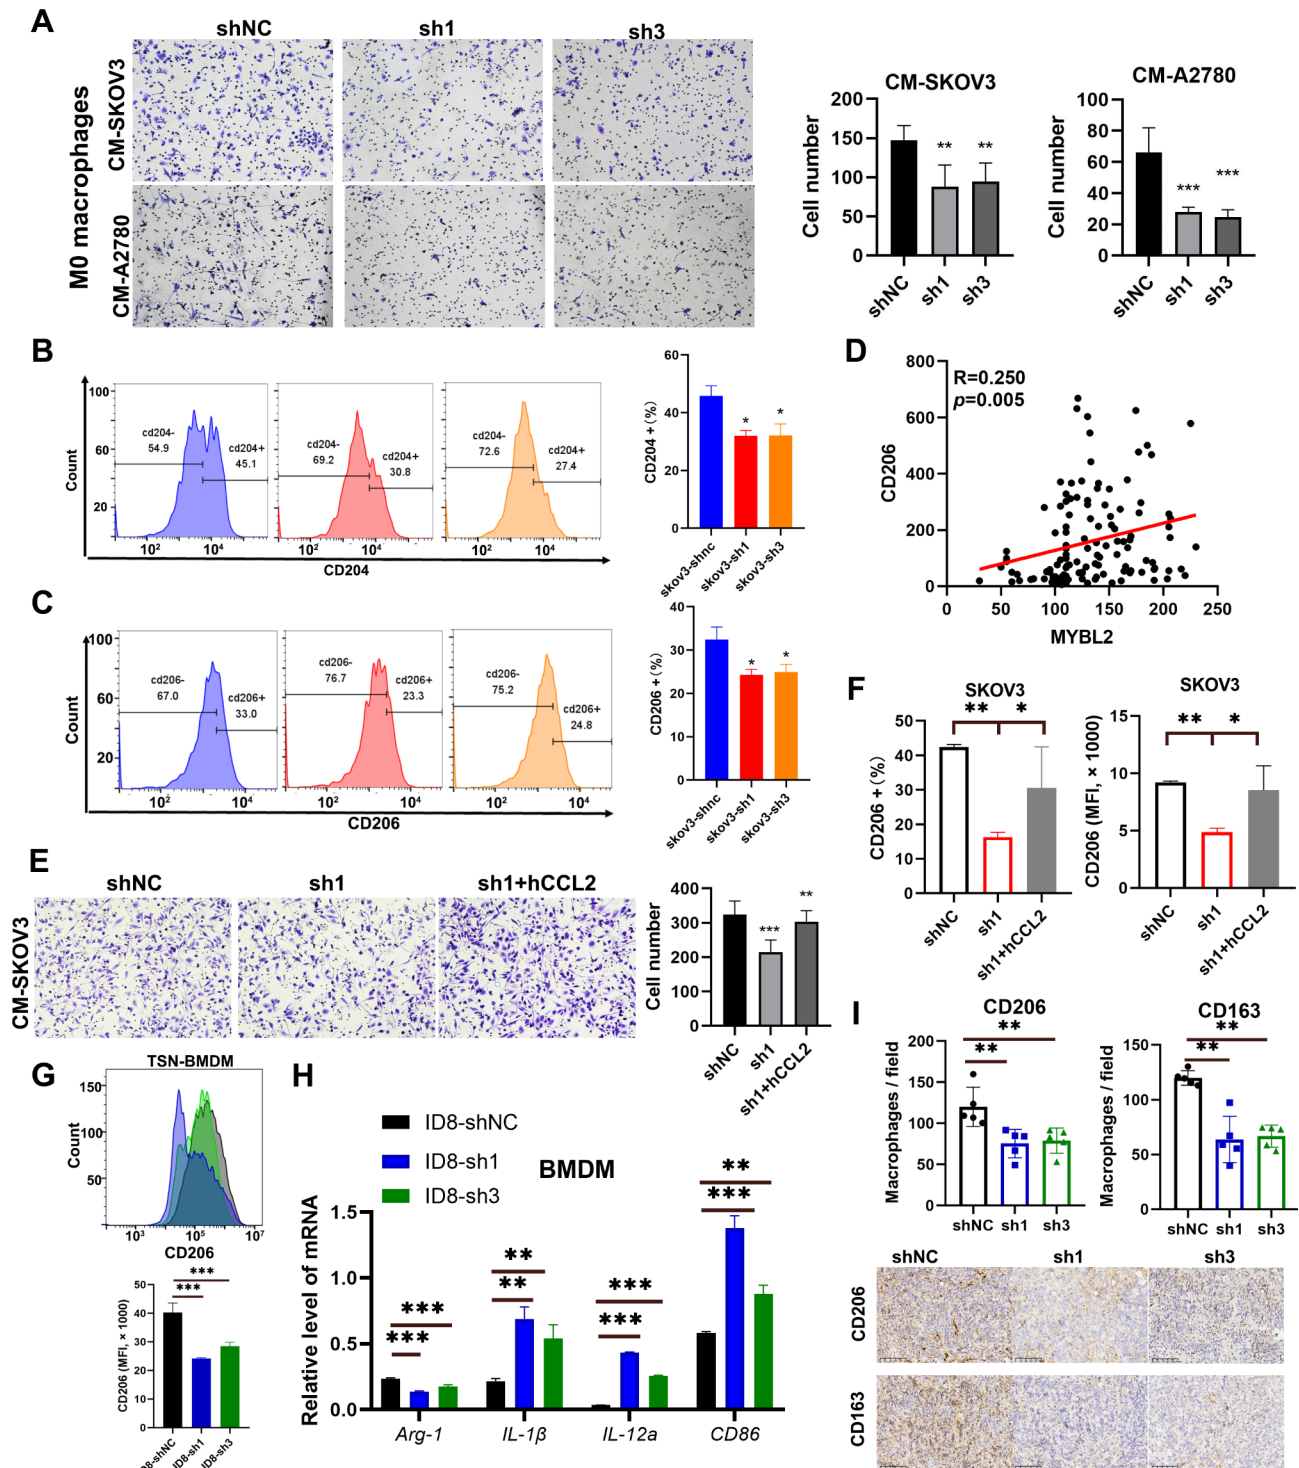 A
shNC
sh1
sh3
M0 macrophages
CM-SKOV3
CM-A2780
CM-SKOV3
Cell number
200
150
100
50
0
**
**
shNC
sh1
sh3
CM-A2780
Cell number
100
80
60
40
20
0
***
***
shNC
sh1
sh3
B
Count
100
60
20
cd204-
54.9
cd204+
45.1
cd204-
69.2
cd204+
30.8
cd204-
72.6
cd204+
27.4
10² 10⁴
10² 10⁴
10² 10⁴
CD204
CD204 +(%)
60
40
20
0
*
*
skov3-shnc
skov3-sh1
skov3-sh3
C
Count
100
60
20
cd206-
67.0
cd206+
33.0
cd206-
76.7
cd206+
23.3
cd206-
75.2
cd206+
24.8
10² 10⁴
10² 10⁴
10² 10⁴
CD206
CD206 +(%)
40
30
20
10
0
*
*
skov3-shnc
skov3-sh1
skov3-sh3
D
CD206
800
600
400
200
0
R=0.250
p=0.005
0 50 100 150 200 250
MYBL2
E
shNC
sh1
sh1+hCCL2
CM-SKOV3
Cell number
400
300
200
100
0
***
**
shNC
sh1
sh1+hCCL2
F
SKOV3
CD206 +(%)
50
40
30
20
10
0
**
*
shNC
sh1
sh1+hCCL2
SKOV3
CD206 (MFI, × 1000)
15
10
5
0
**
*
shNC
sh1
sh1+hCCL2
G
TSN-BMDM
Count
150
100
50
10³ 10⁵ 10⁷
CD206
CD206 (MFI, × 1000)
50
40
30
20
10
0
***
***
ID8-shNC
ID8-sh1
ID8-sh3
H
ID8-shNC
ID8-sh1
ID8-sh3
BMDM
Relative level of mRNA
1.5
1.0
0.5
0.0
***
***
**
**
***
***
**
***
Arg-1
IL-1β
IL-12a
CD86
I
CD206
Macrophages / field
200
150
100
50
0
**
**
shNC
sh1
sh3
CD163
Macrophages / field
150
100
50
0
**
**
shNC
sh1
sh3
shNC
sh1
sh3
CD206
CD163